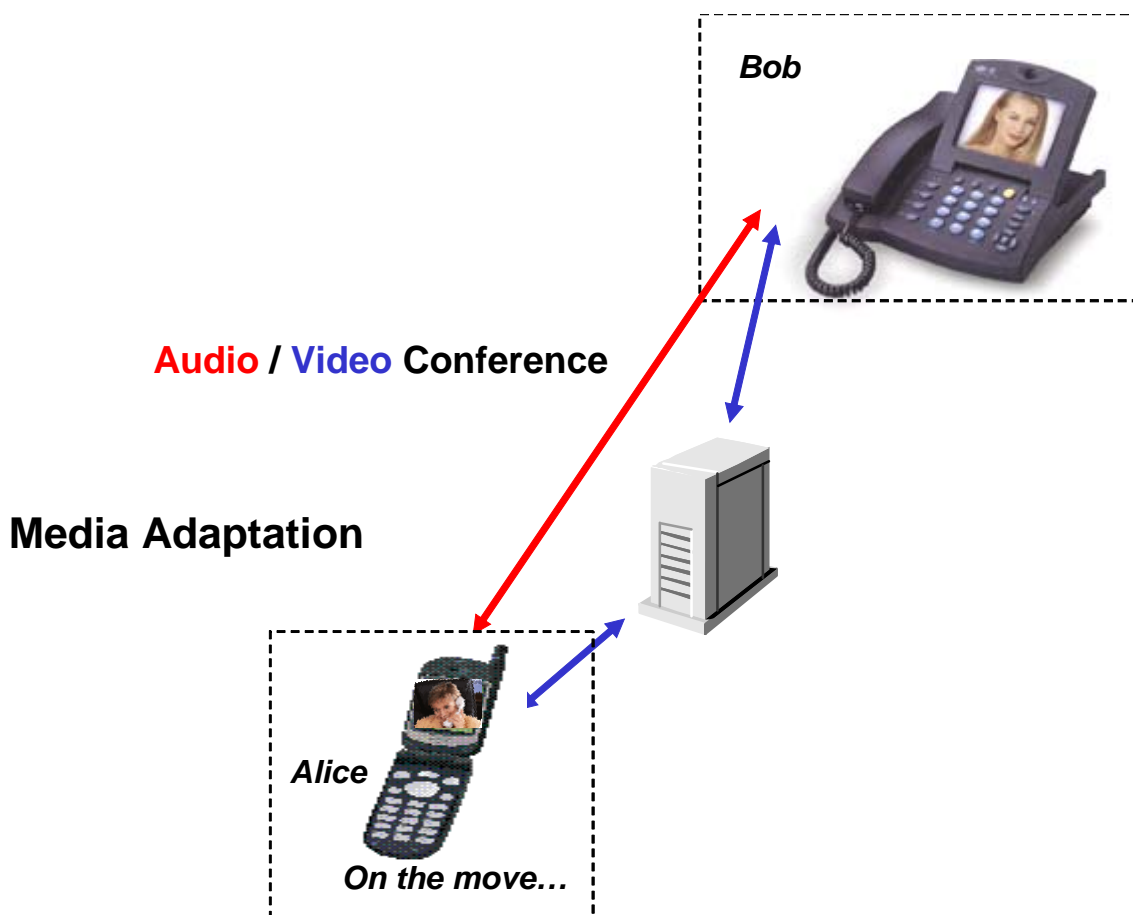 Bob
Audio / Video Conference
Media Adaptation
Alice
On the move…